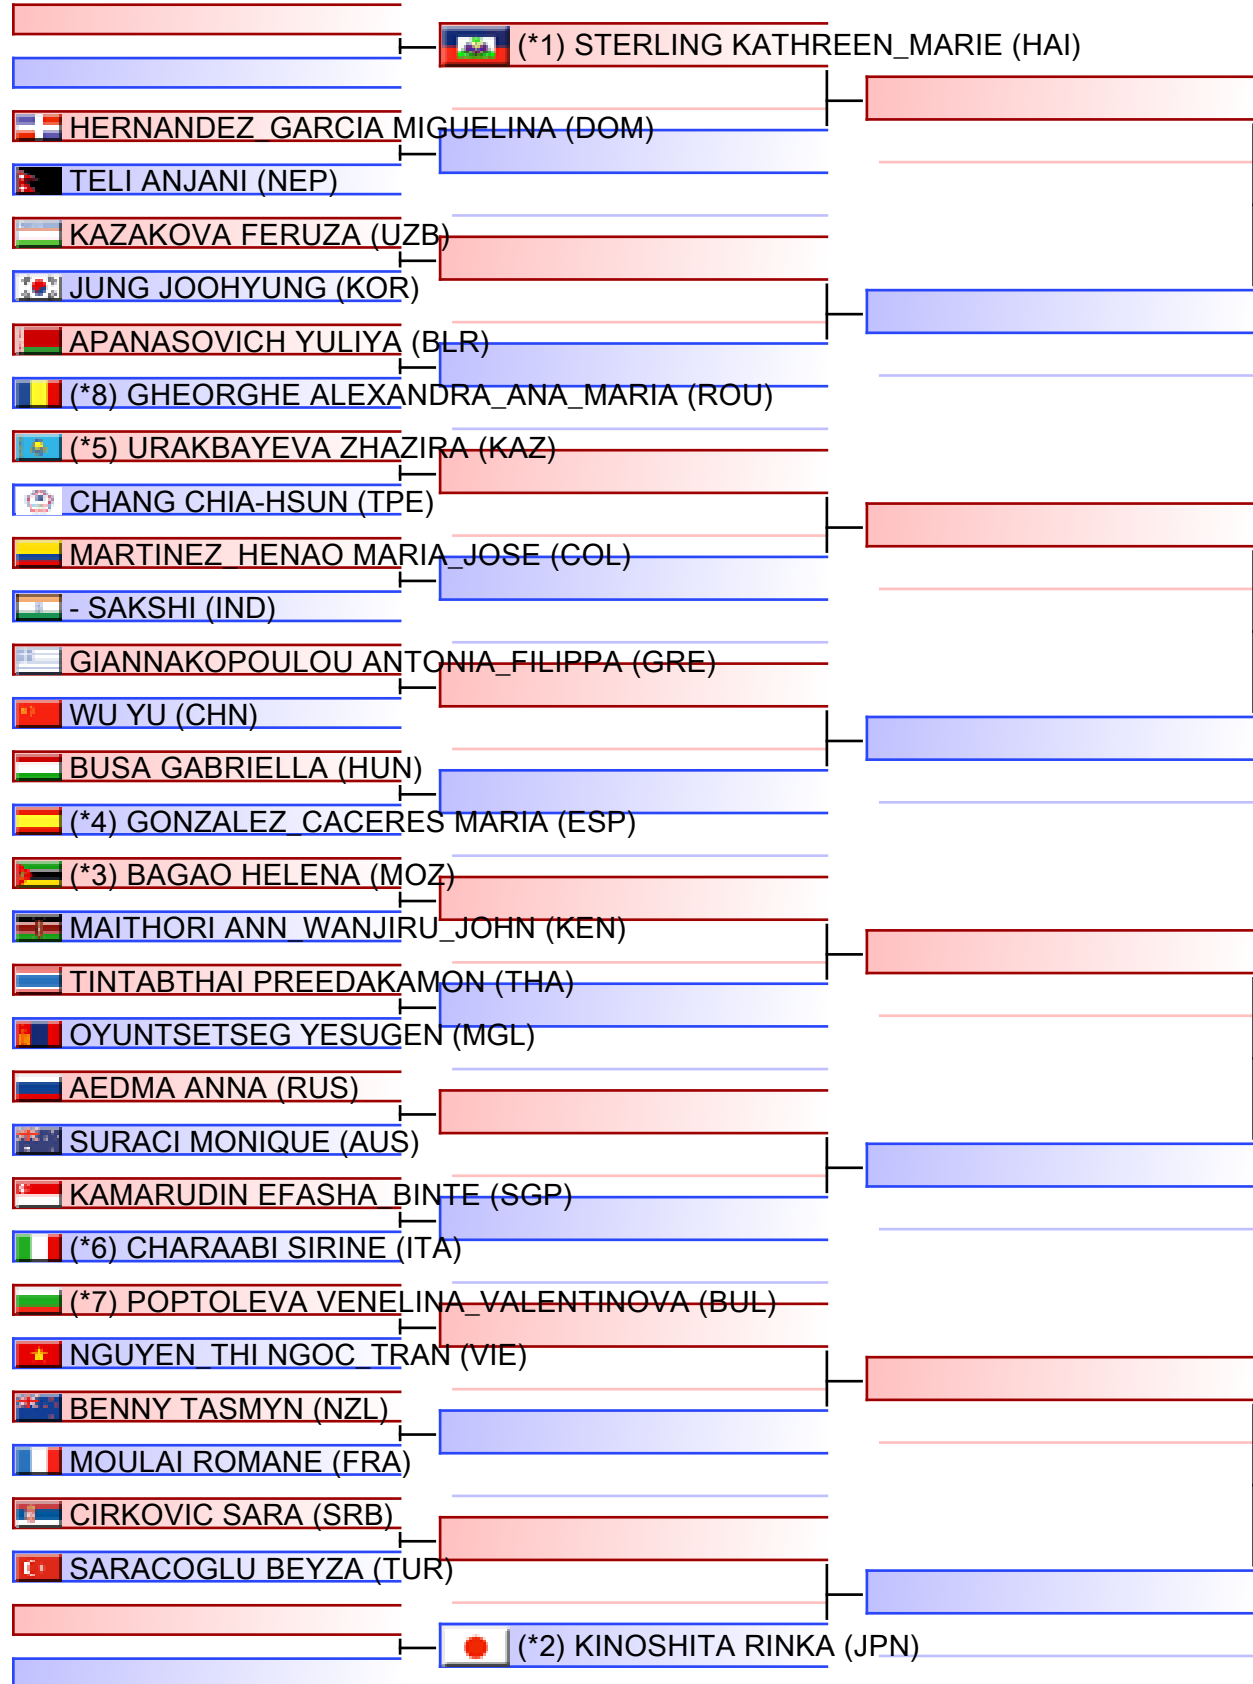 (*1) STERLING KATHREEN_MARIE (HAI)
HERNANDEZ_GARCIA MIGUELINA (DOM)
TELI ANJANI (NEP)
KAZAKOVA FERUZA (UZB)
JUNG JOOHYUNG (KOR)
APANASOVICH YULIYA (BLR)
(*8) GHEORGHE ALEXANDRA_ANA_MARIA (ROU)
(*5) URAKBAYEVA ZHAZIRA (KAZ)
CHANG CHIA-HSUN (TPE)
MARTINEZ_HENAO MARIA_JOSE (COL)
- SAKSHI (IND)
GIANNAKOPOULOU ANTONIA_FILIPPA (GRE)
WU YU (CHN)
BUSA GABRIELLA (HUN)
(*4) GONZALEZ_CACERES MARIA (ESP)
(*3) BAGAO HELENA (MOZ)
MAITHORI ANN_WANJIRU_JOHN (KEN)
TINTABTHAI PREEDAKAMON (THA)
OYUNTSETSEG YESUGEN (MGL)
AEDMA ANNA (RUS)
SURACI MONIQUE (AUS)
KAMARUDIN EFASHA_BINTE (SGP)
(*6) CHARAABI SIRINE (ITA)
(*7) POPTOLEVA VENELINA_VALENTINOVA (BUL)
NGUYEN_THI NGOC_TRAN (VIE)
BENNY TASMYN (NZL)
MOULAI ROMANE (FRA)
CIRKOVIC SARA (SRB)
SARACOGLU BEYZA (TUR)
(*2) KINOSHITA RINKA (JPN)